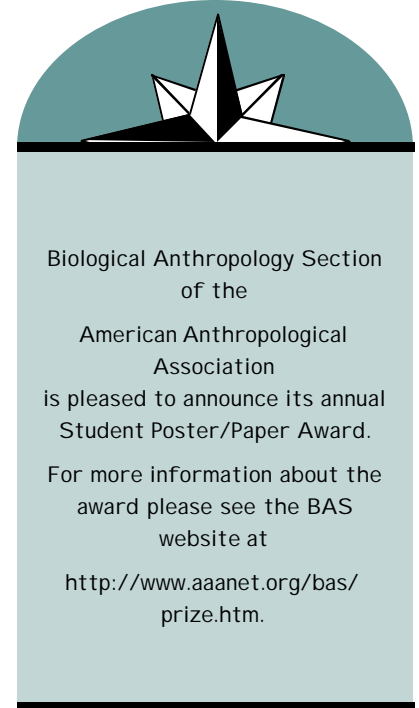 Biological Anthropology Section
of the
American Anthropological
Association
is pleased to announce its annual
Student Poster/Paper Award.
For more information about the
award please see the BAS
website at
http://www.aaanet.org/bas/
prize.htm.